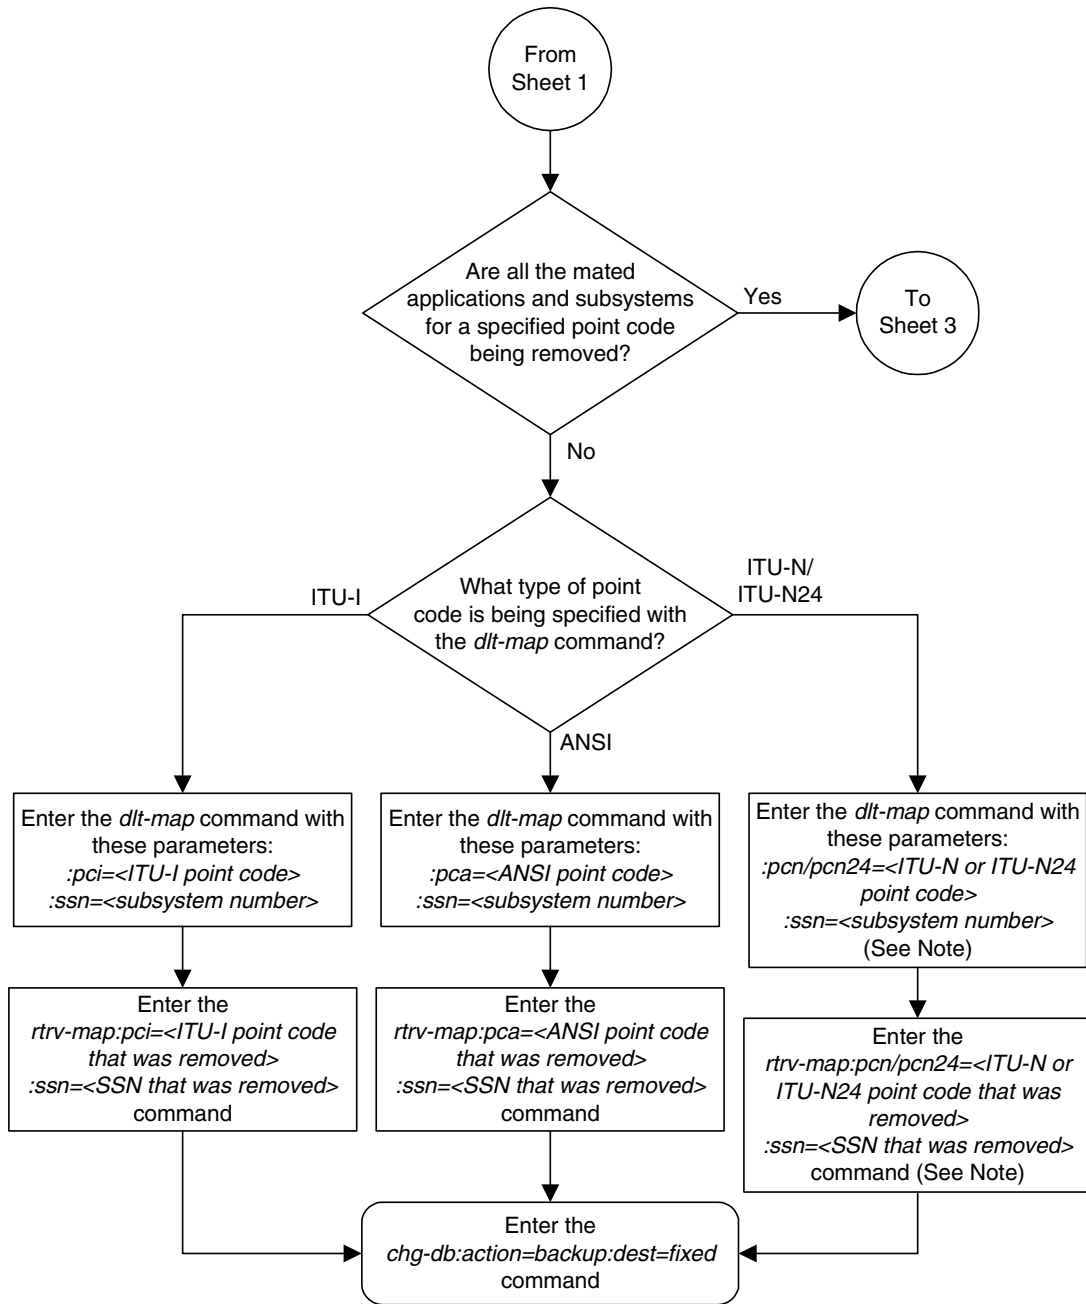 From
Sheet 1
Are all the mated
applications and subsystems
for a specified point code
being removed?
Yes
To
Sheet 3
No
What type of point
code is being specified with
the dlt-map command?
ITU-I
ITU-N/
ITU-N24
ANSI
Enter the dlt-map command with
these parameters:
:pci=<ITU-I point code>
:ssn=<subsystem number>
Enter the dlt-map command with
these parameters:
:pca=<ANSI point code>
:ssn=<subsystem number>
Enter the dlt-map command with
these parameters:
:pcn/pcn24=<ITU-N or ITU-N24
point code>
:ssn=<subsystem number>
(See Note)
Enter the
rtrv-map:pci=<ITU-I point code
that was removed>
:ssn=<SSN that was removed>
command
Enter the
rtrv-map:pca=<ANSI point code
that was removed>
:ssn=<SSN that was removed>
command
Enter the
rtrv-map:pcn/pcn24=<ITU-N or
ITU-N24 point code that was
removed>
:ssn=<SSN that was removed>
command (See Note)
Enter the
chg-db:action=backup:dest=fixed
command